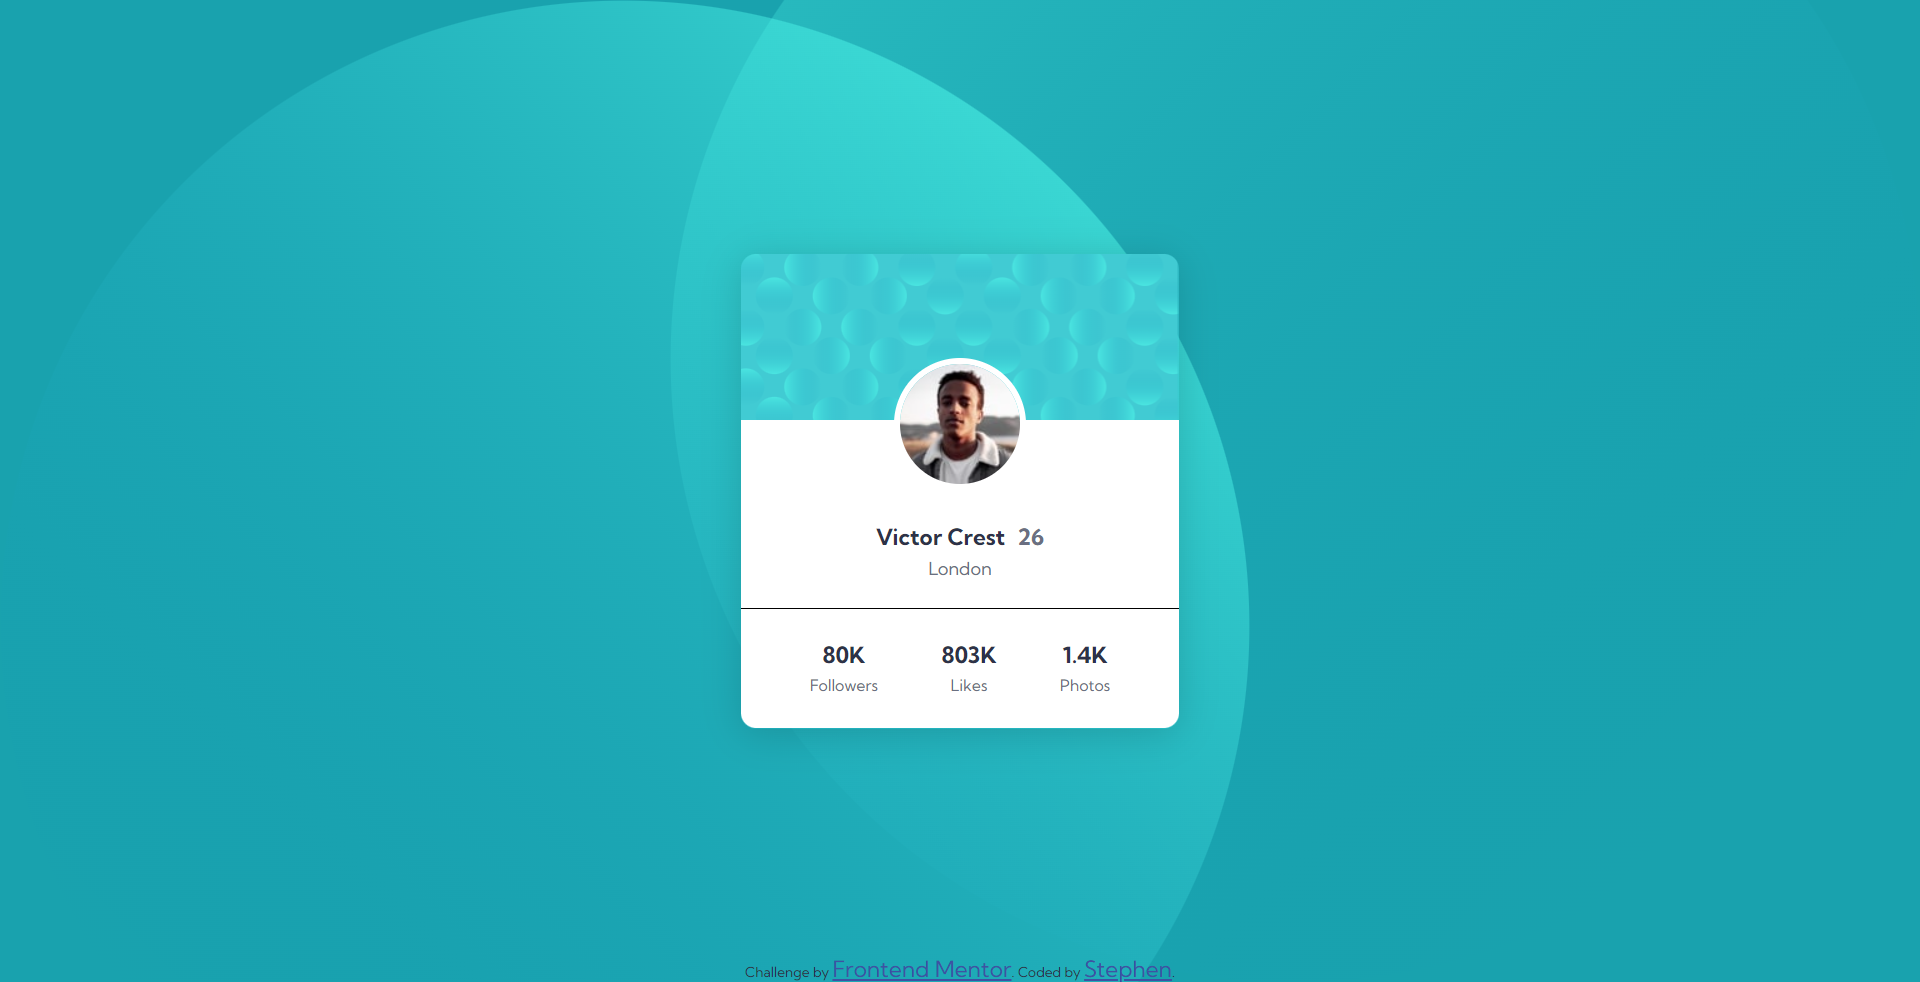 Victor Crest 26
London
80K 803K 1.4K
Followers Likes Photos
Challenge by Frontend Mentor. Coded by Stephen.